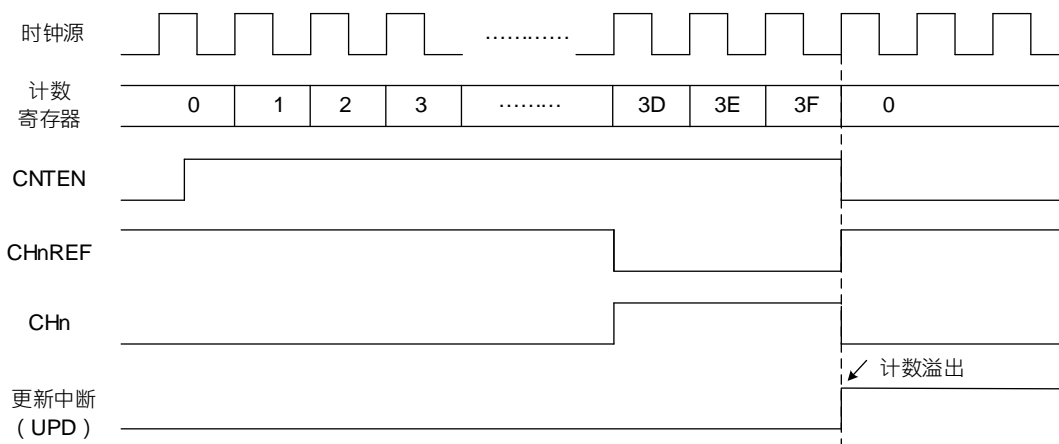 时钟源
…………
计数
寄存器
0 1 2 3 ……… 3D 3E 3F 0
CNTEN
CHnREF
CHn
计数溢出
更新中断
（UPD）